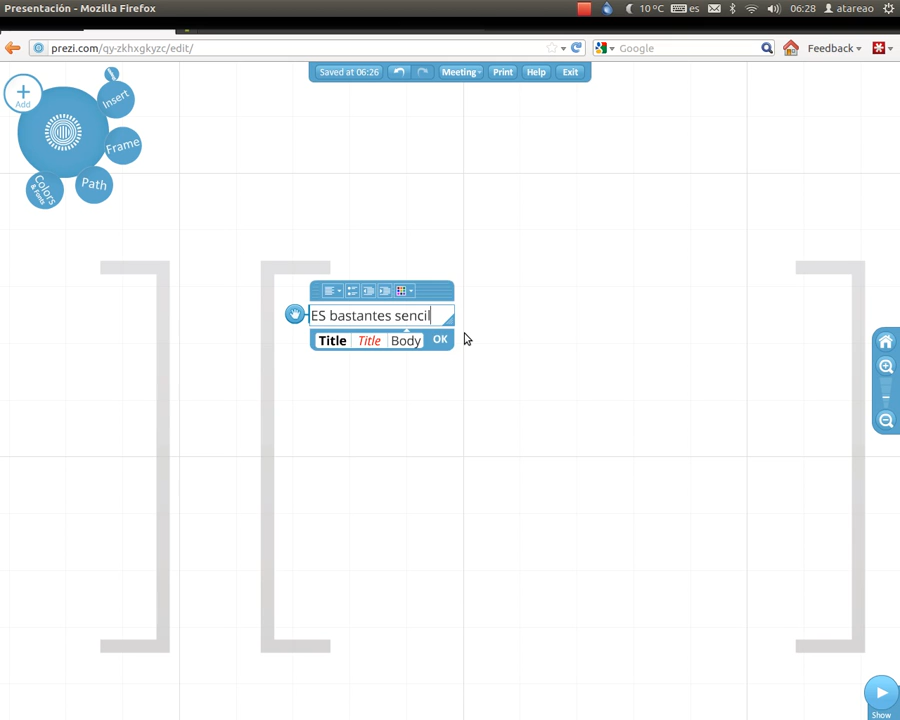 Presentación - Mozilla Firefox
10 ºC es 06:28 atareao
prezi.com/qy-zkhxgkyzc/edit/
Google
Feedback
Saved at 06:26 Meeting Print Help Exit
Add
Insert
Frame
Path
Colors
& Fonts
ES bastantes sencil
Title Title Body OK
Show